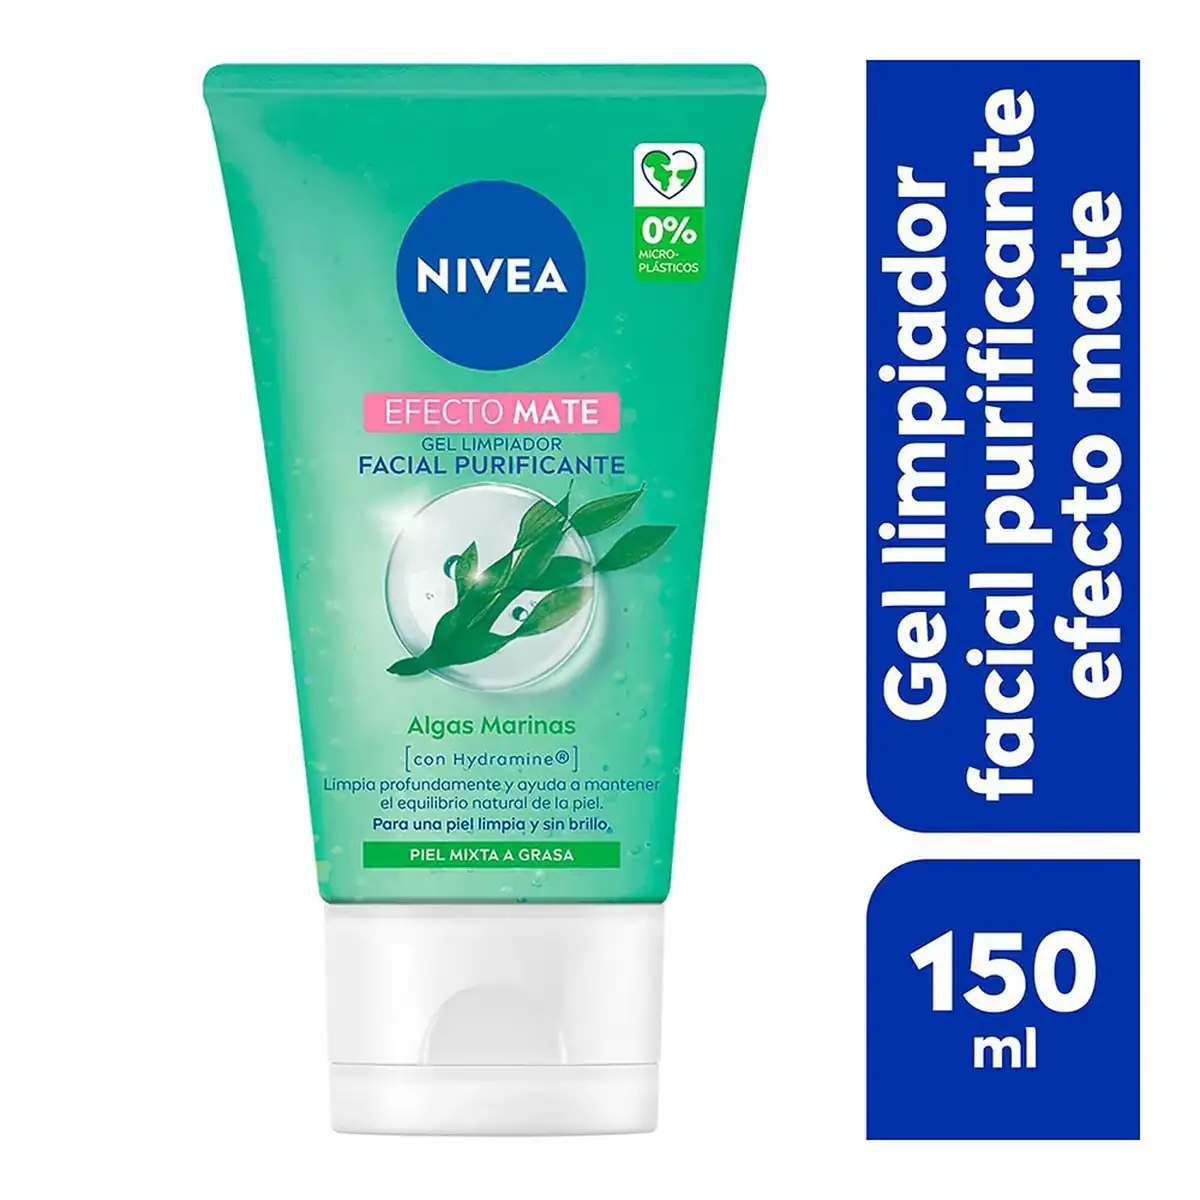 NIVEA
0%
MICRO-
PLÁSTICOS
EFECTO MATE
GEL LIMPIADOR
FACIAL PURIFICANTE
Algas Marinas
[con Hydramine®]
Limpia profundamente y ayuda a mantener
el equilibrio natural de la piel.
Para una piel limpia y sin brillo.
PIEL MIXTA A GRASA
Gel limpiador
facial purificante
efecto mate
150
ml